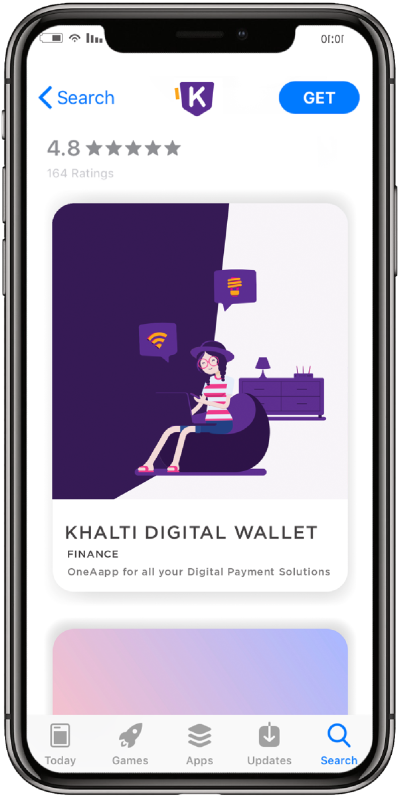 10:10
Search
K
GET
4.8
164 Ratings
KHALTI DIGITAL WALLET
FINANCE
OneAapp for all your Digital Payment Solutions
Today Games Apps Updates Search